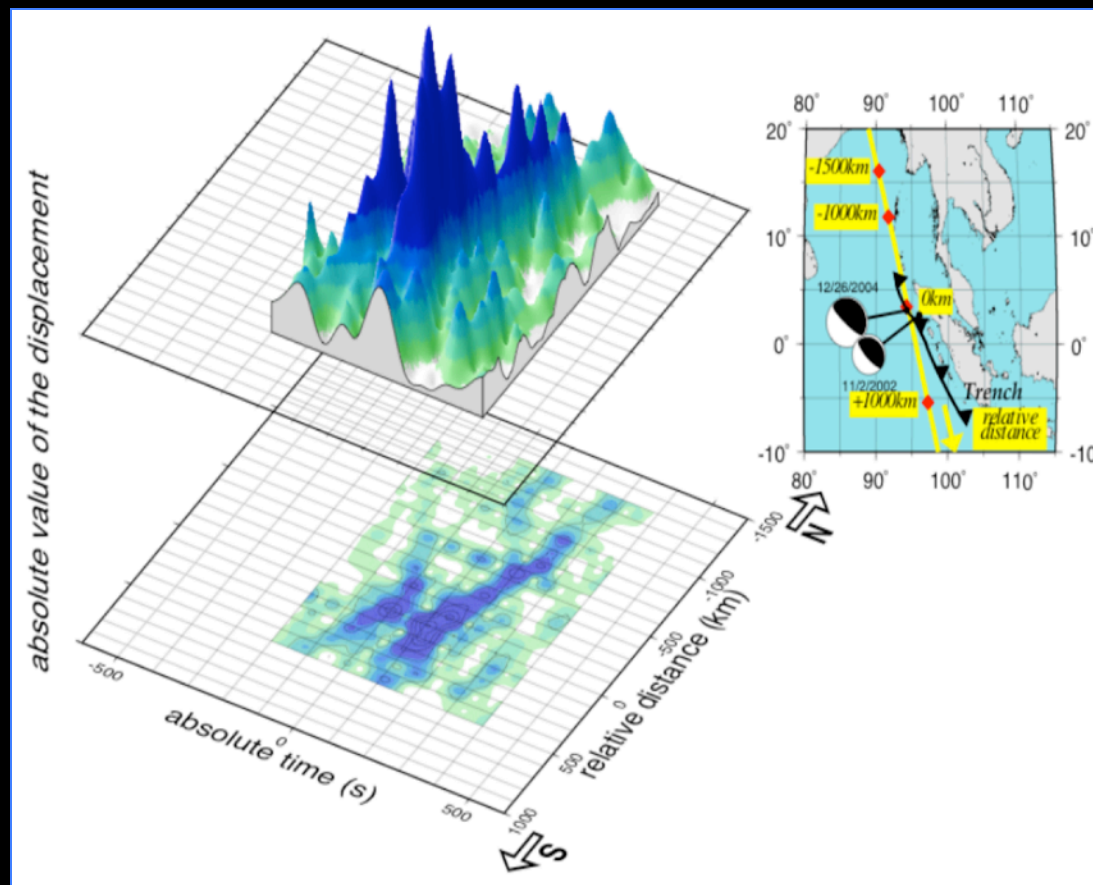 absolute value of the displacement
80° 90° 100° 110°
20° 20°
-1500km
-1000km
10° 10°
12/26/2004
0km
0° 0°
11/2/2002
+1000km
Trench
relative
distance
-10° -10
80° 90° 100° 110°
N
-1500
-1000
-500
0
500
1000
relative distance (km)
-500
0
500
absolute time (s)
S